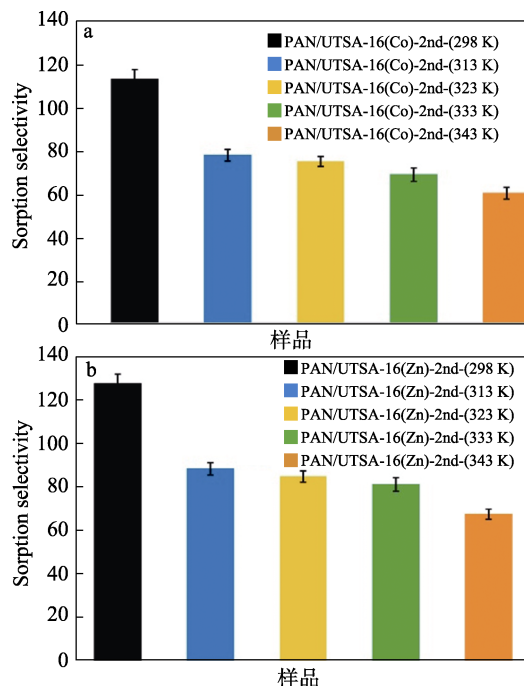 a
140
120
100
80
60
40
20
0
Sorption selectivity
PAN/UTSA-16(Co)-2nd-(298 K)
PAN/UTSA-16(Co)-2nd-(313 K)
PAN/UTSA-16(Co)-2nd-(323 K)
PAN/UTSA-16(Co)-2nd-(333 K)
PAN/UTSA-16(Co)-2nd-(343 K)
样品
b
140
120
100
80
60
40
20
0
Sorption selectivity
PAN/UTSA-16(Zn)-2nd-(298 K)
PAN/UTSA-16(Zn)-2nd-(313 K)
PAN/UTSA-16(Zn)-2nd-(323 K)
PAN/UTSA-16(Zn)-2nd-(333 K)
PAN/UTSA-16(Zn)-2nd-(343 K)
样品